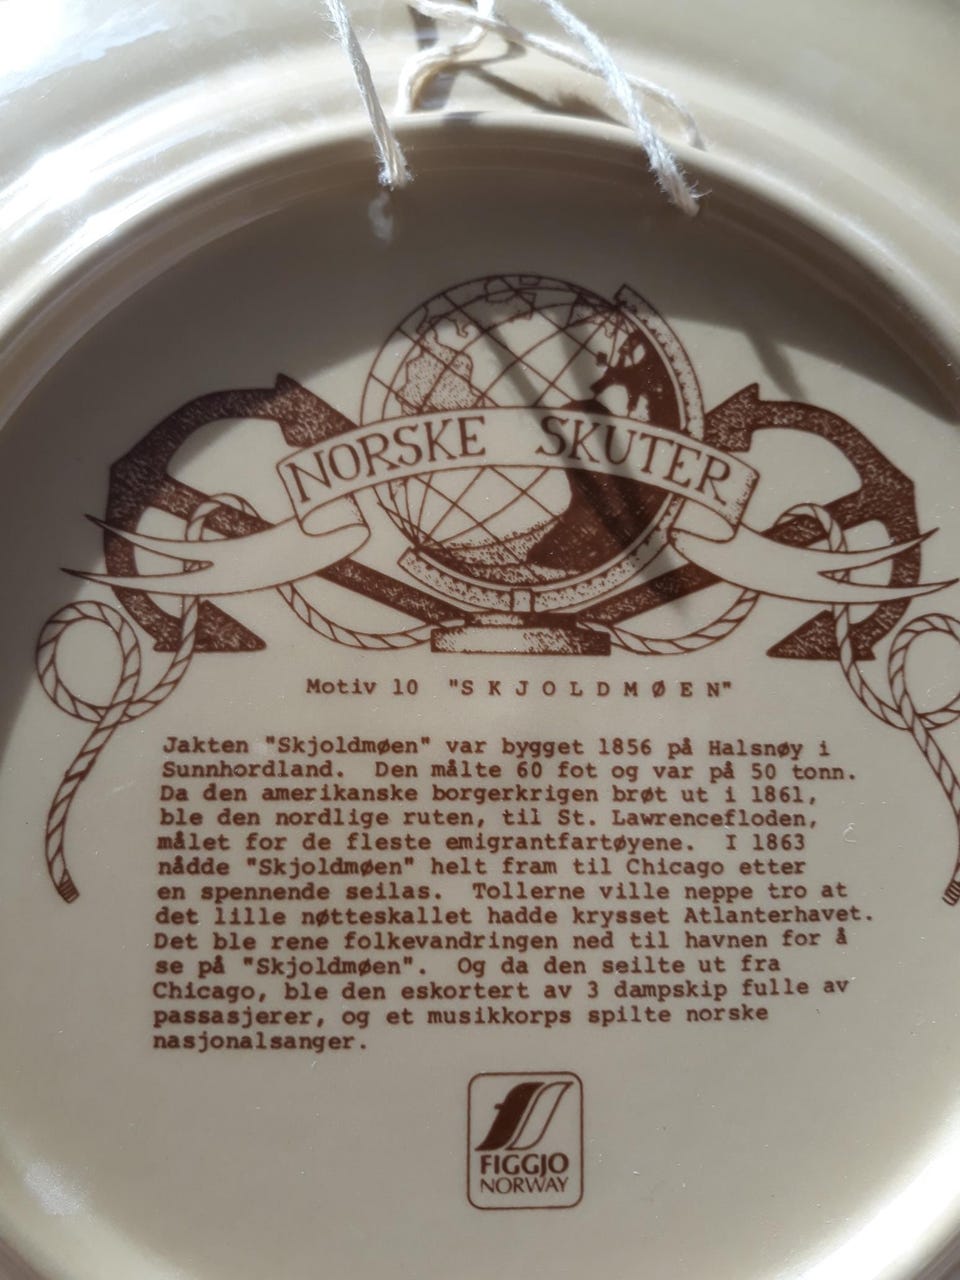 NORSKE SKUTER
Motiv 10 "SKJOLDMØEN"
Jakten "Skjoldmøen" var bygget 1856 på Halsnøy i
Sunnhordland. Den målte 60 fot og var på 50 tonn.
Da den amerikanske borgerkrigen brøt ut i 1861,
ble den nordlige ruten, til St. Lawrencefloden,
målet for de fleste emigrantfartøyene. I 1863
nådde "Skjoldmøen" helt fram til Chicago etter
en spennende seilas. Tollerne ville neppe tro at
det lille nøtteskallet hadde krysset Atlanterhavet.
Det ble rene folkevandringen ned til havnen for å
se på "Skjoldmøen". Og da den seilte ut fra
Chicago, ble den eskortert av 3 dampskip fulle av
passasjerer, og et musikkorps spilte norske
nasjonalsanger.
FIGGJO
NORWAY